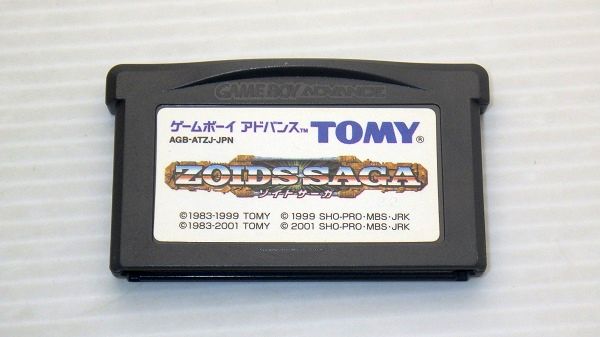 GAME BOY ADVANCE
ゲームボーイ アドバンス™ TOMY®
AGB-ATZJ-JPN
ZOIDS SAGA
ゾイドサーガ
©1983-1999 TOMY © 1999 SHO-PRO・MBS・JRK
©1983-2001 TOMY © 2001 SHO-PRO・MBS・JRK